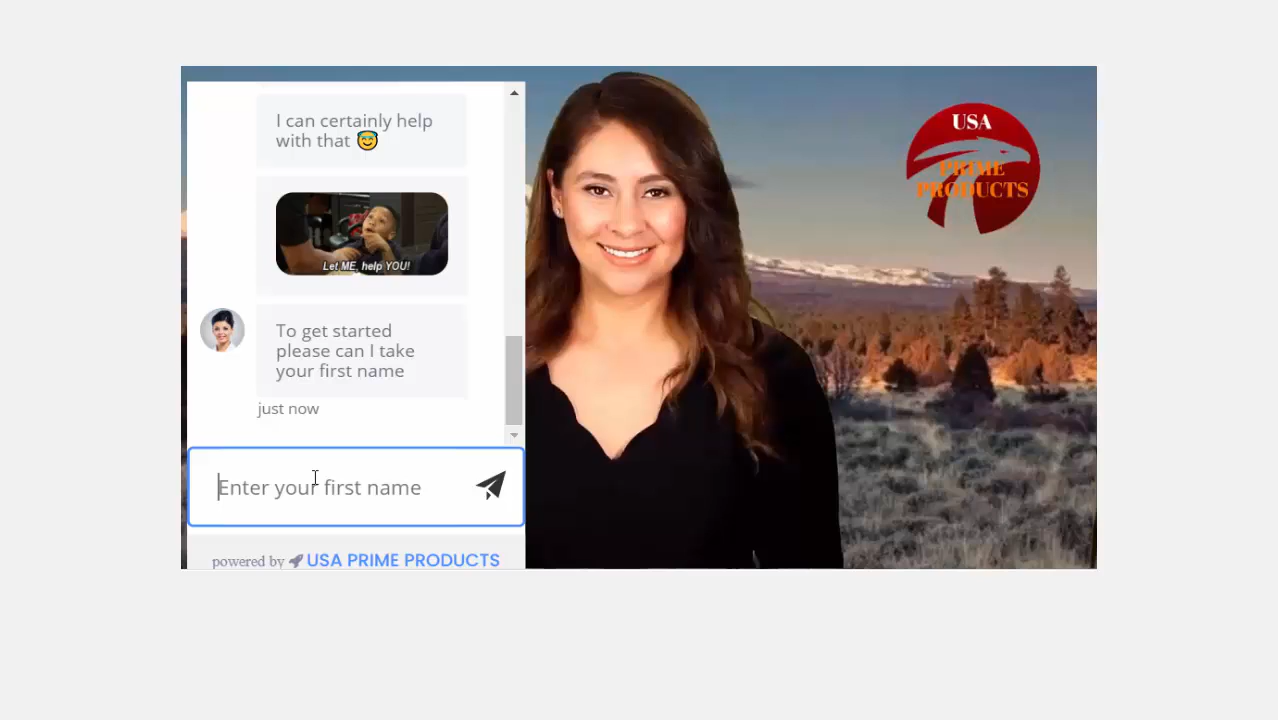 I can certainly help
with that
Let ME, help YOU!
To get started
please can I take
your first name
just now
Enter your first name
powered by USA PRIME PRODUCTS
USA
PRIME
PRODUCTS